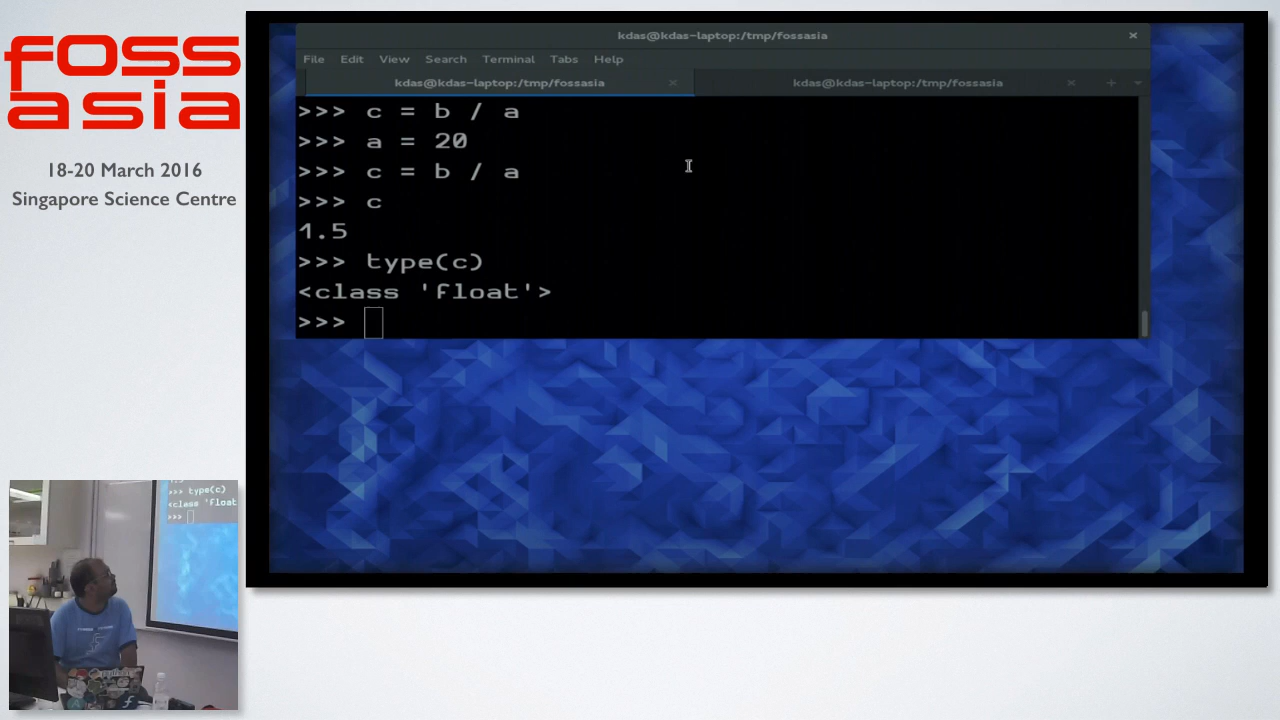 foss
asia
18-20 March 2016
Singapore Science Centre
kdas@kdas-laptop:/tmp/fossasia
File Edit View Search Terminal Tabs Help
kdas@kdas-laptop:/tmp/fossasia kdas@kdas-laptop:/tmp/fossasia
>>> c = b / a
>>> a = 20
>>> c = b / a
>>> c
1.5
>>> type(c)
<class 'float'>
>>>
>>> type(c)
<class 'float
>>>